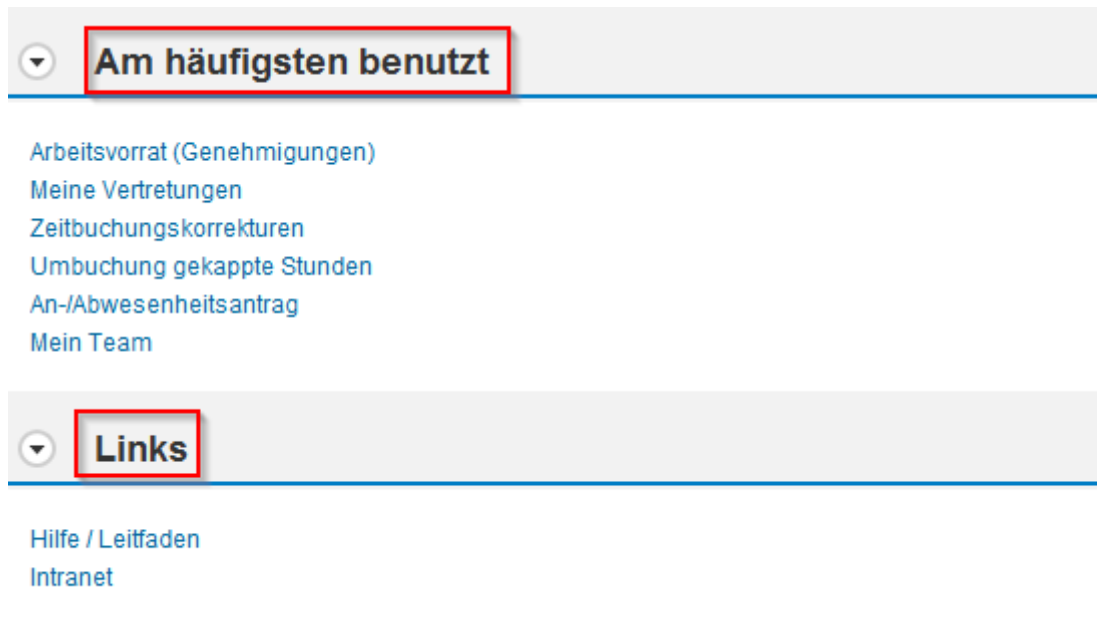 Am häufigsten benutzt
Arbeitsvorrat (Genehmigungen)
Meine Vertretungen
Zeitbuchungskorrekturen
Umbuchung gekappte Stunden
An-/Abwesenheitsantrag
Mein Team
Links
Hilfe / Leitfaden
Intranet